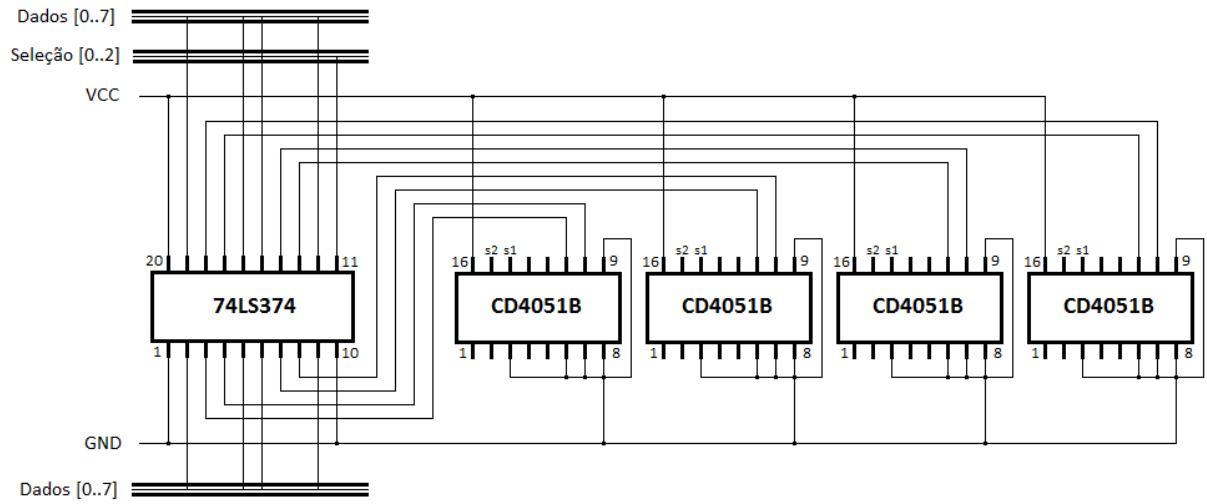 Dados [0..7]
Seleção [0..2]
VCC
20 11 16 s2 s1 9 16 s2 s1 9 16 s2 s1 9 16 s2 s1 9
74LS374 CD4051B CD4051B CD4051B CD4051B
1 10 1 8 1 8 1 8 1 8
GND
Dados [0..7]